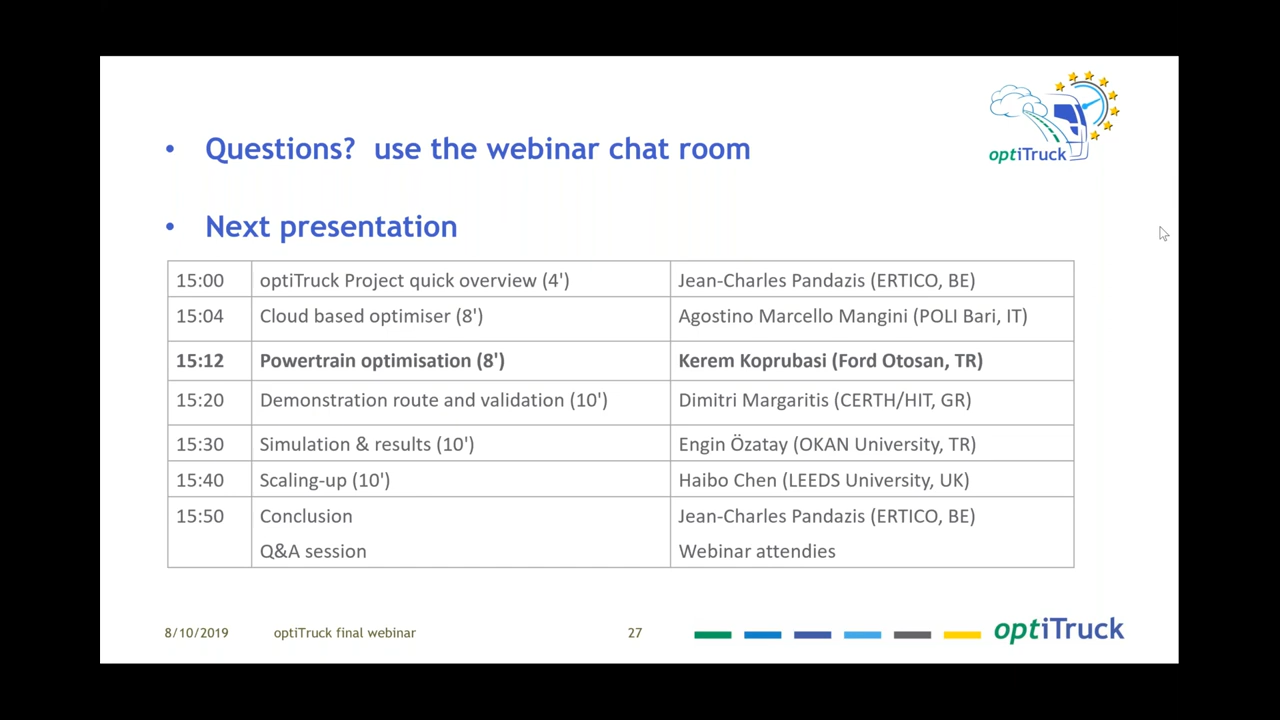 optiTruck
• Questions?  use the webinar chat room
• Next presentation
15:00 optiTruck Project quick overview (4') Jean-Charles Pandazis (ERTICO, BE)
15:04 Cloud based optimiser (8') Agostino Marcello Mangini (POLI Bari, IT)
15:12 Powertrain optimisation (8') Kerem Koprubasi (Ford Otosan, TR)
15:20 Demonstration route and validation (10') Dimitri Margaritis (CERTH/HIT, GR)
15:30 Simulation & results (10') Engin Özatay (OKAN University, TR)
15:40 Scaling-up (10') Haibo Chen (LEEDS University, UK)
15:50 Conclusion Jean-Charles Pandazis (ERTICO, BE)
Q&A session Webinar attendies
8/10/2019 optiTruck final webinar 27 optiTruck